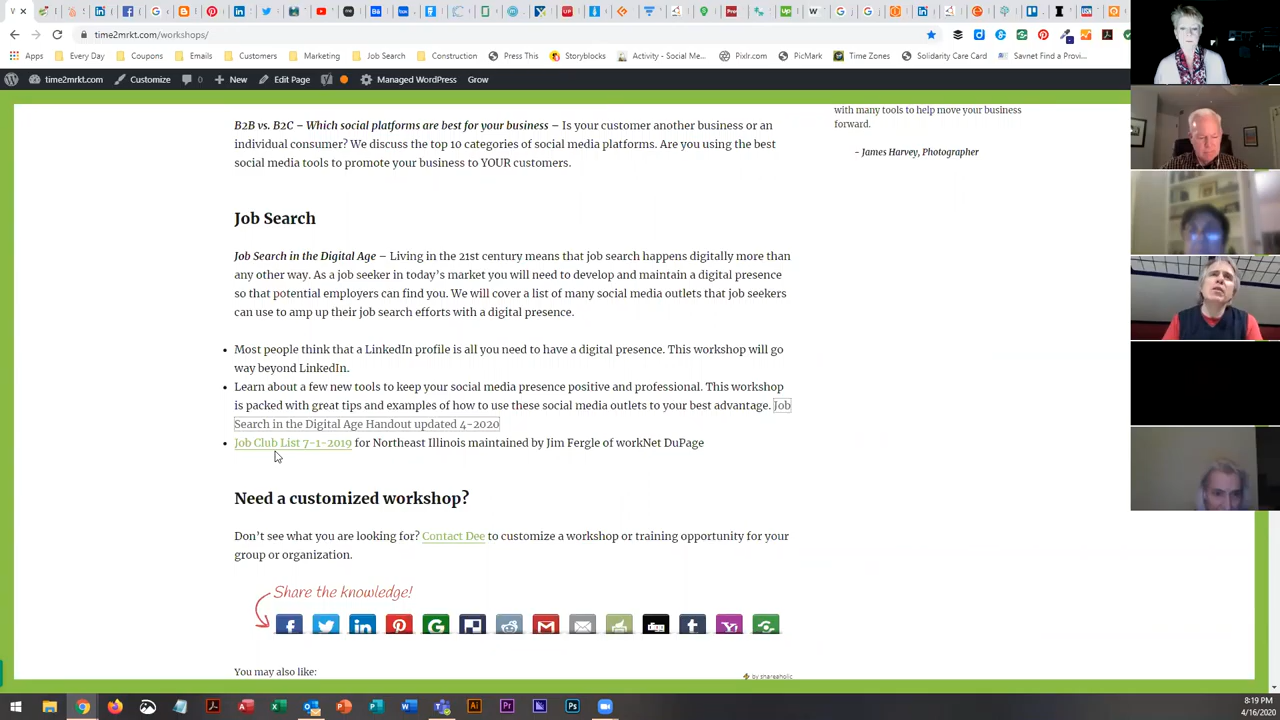 time2mrkt.com/workshops/
Apps Every Day Coupons Emails Customers Marketing Job Search Construction Press This Storyblocks Activity - Social Me... Pixlr.com PicMark Time Zones Solidarity Care Card Savnet Find a Provi...
time2mrkt.com Customize 0 New Edit Page Managed WordPress Grow
B2B vs. B2C – Which social platforms are best for your business – Is your customer another business or an
individual consumer? We discuss the top 10 categories of social media platforms. Are you using the best
social media tools to promote your business to YOUR customers.
with many tools to help move your business
forward.
- James Harvey, Photographer
Job Search
Job Search in the Digital Age – Living in the 21st century means that job search happens digitally more than
any other way. As a job seeker in today's market you will need to develop and maintain a digital presence
so that potential employers can find you. We will cover a list of many social media outlets that job seekers
can use to amp up their job search efforts with a digital presence.
• Most people think that a LinkedIn profile is all you need to have a digital presence. This workshop will go
way beyond LinkedIn.
• Learn about a few new tools to keep your social media presence positive and professional. This workshop
is packed with great tips and examples of how to use these social media outlets to your best advantage. Job
Search in the Digital Age Handout updated 4-2020
• Job Club List 7-1-2019 for Northeast Illinois maintained by Jim Fergle of workNet DuPage
Need a customized workshop?
Don't see what you are looking for? Contact Dee to customize a workshop or training opportunity for your
group or organization.
Share the knowledge!
You may also like:
by shareaholic
8:19 PM
4/16/2020